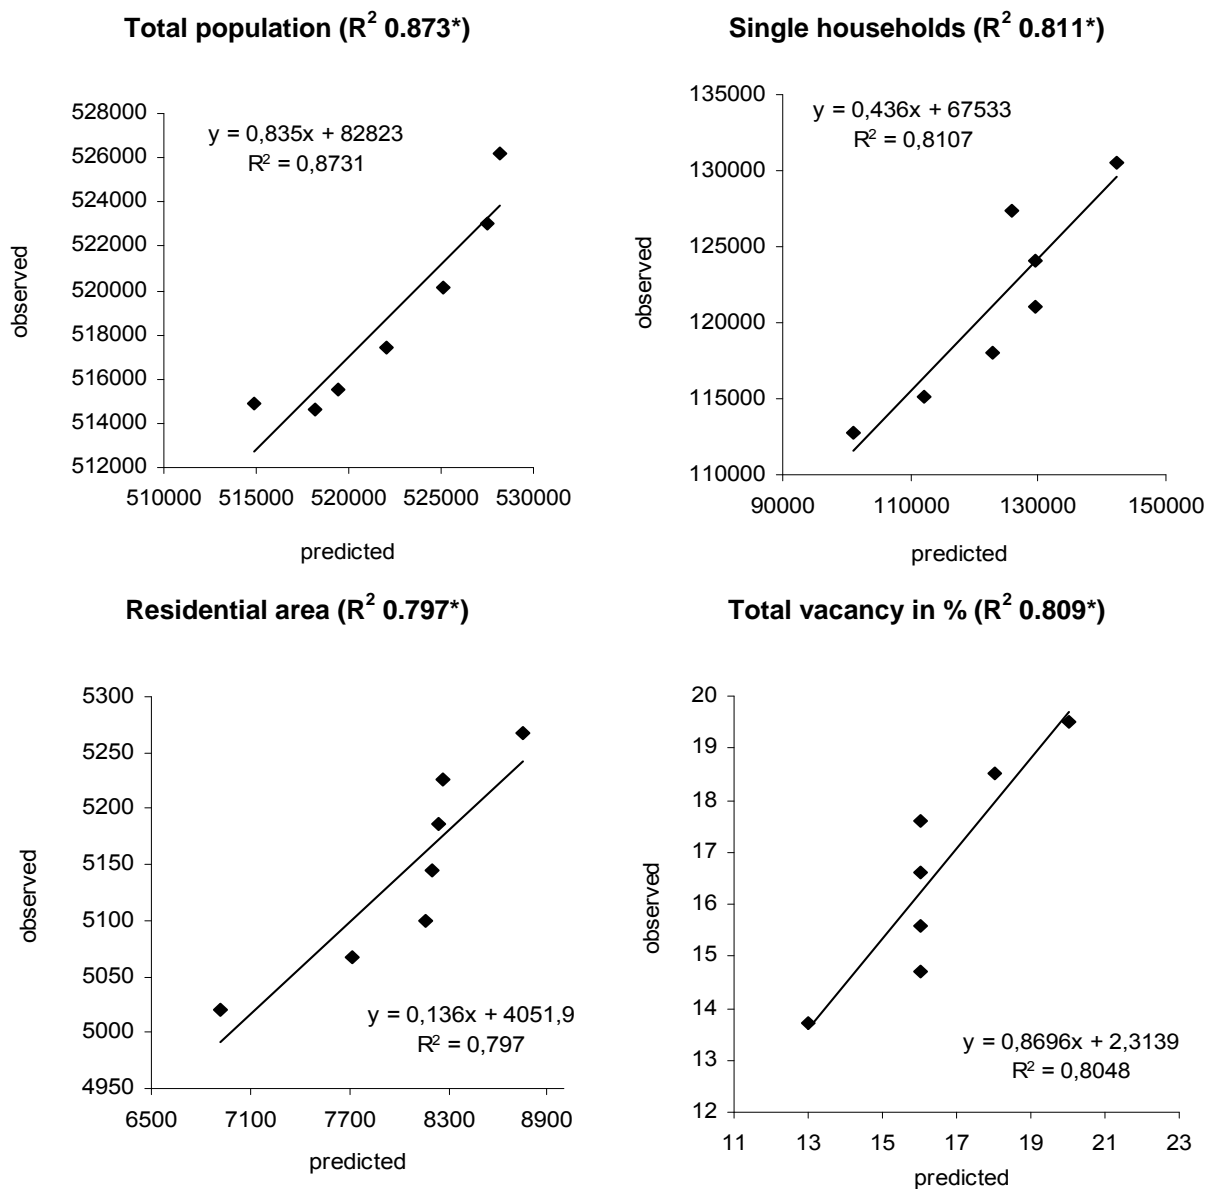 Total population (R² 0.873*)
528000
526000
524000
522000
520000
518000
516000
514000
512000
observed
y = 0,835x + 82823
R² = 0,8731
510000 515000 520000 525000 530000
predicted
Single households (R² 0.811*)
135000
130000
125000
120000
115000
110000
observed
y = 0,436x + 67533
R² = 0,8107
90000 110000 130000 150000
predicted
Residential area (R² 0.797*)
5300
5250
5200
5150
5100
5050
5000
4950
observed
y = 0,136x + 4051,9
R² = 0,797
6500 7100 7700 8300 8900
predicted
Total vacancy in % (R² 0.809*)
20
19
18
17
16
15
14
13
12
observed
y = 0,8696x + 2,3139
R² = 0,8048
11 13 15 17 19 21 23
predicted